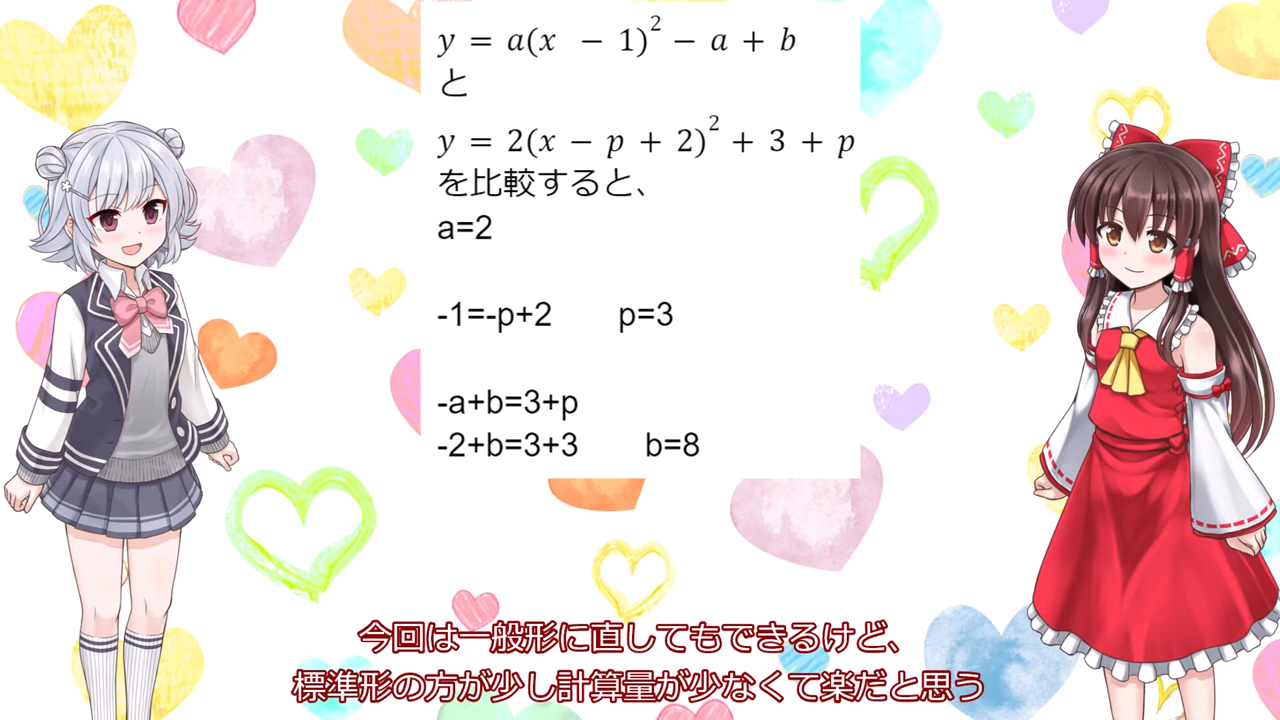 y = a(x − 1)² − a + b
と
y = 2(x − p + 2)² + 3 + p
を比較すると、
a=2
-1=-p+2 p=3
-a+b=3+p
-2+b=3+3 b=8
今回は一般形に直してもできるけど、
標準形の方が少し計算量が少なくて楽だと思う